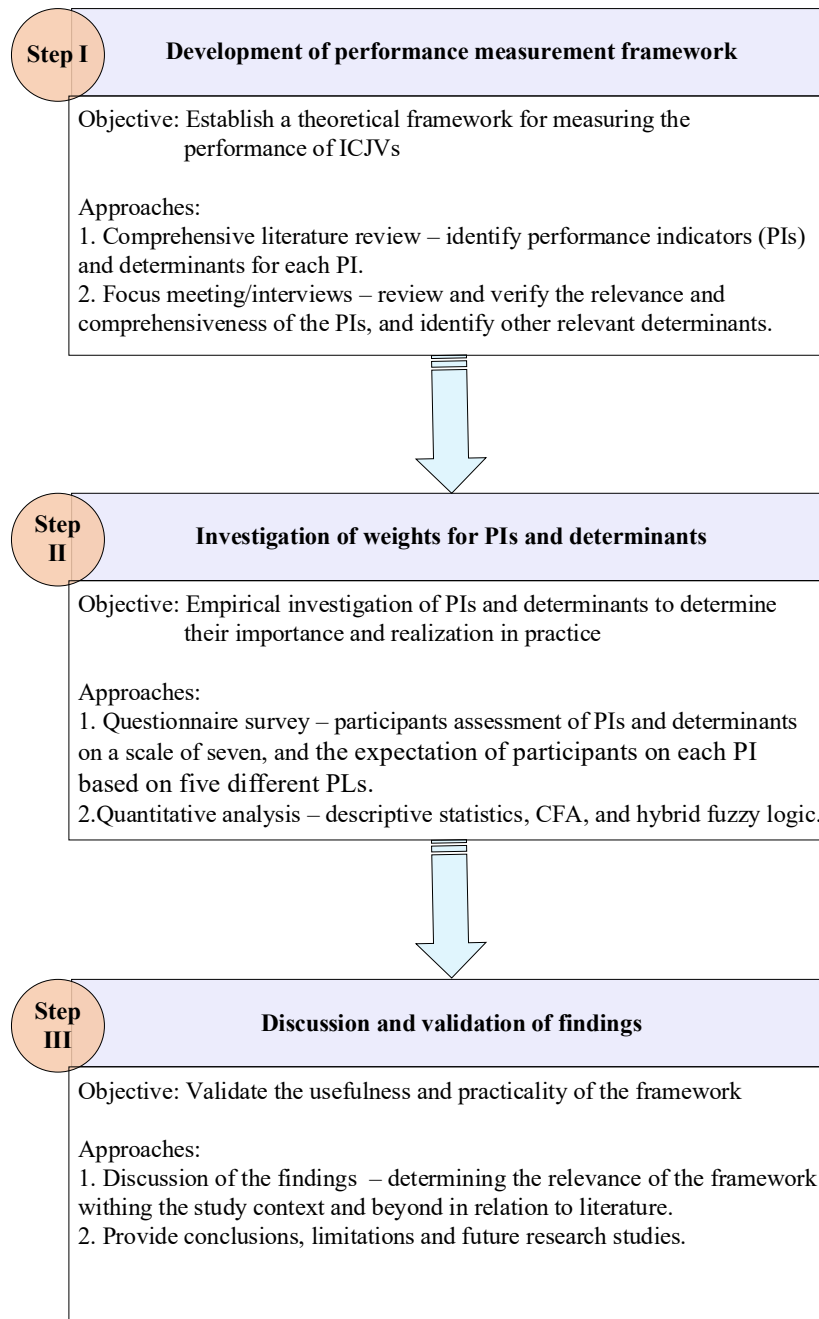 Step I
Development of performance measurement framework
Objective: Establish a theoretical framework for measuring the
performance of ICJVs
Approaches:
1. Comprehensive literature review – identify performance indicators (PIs)
and determinants for each PI.
2. Focus meeting/interviews – review and verify the relevance and
comprehensiveness of the PIs, and identify other relevant determinants.
Step
II
Investigation of weights for PIs and determinants
Objective: Empirical investigation of PIs and determinants to determine
their importance and realization in practice
Approaches:
1. Questionnaire survey – participants assessment of PIs and determinants
on a scale of seven, and the expectation of participants on each PI
based on five different PLs.
2.Quantitative analysis – descriptive statistics, CFA, and hybrid fuzzy logic.
Step
III
Discussion and validation of findings
Objective: Validate the usefulness and practicality of the framework
Approaches:
1. Discussion of the findings – determining the relevance of the framework
withing the study context and beyond in relation to literature.
2. Provide conclusions, limitations and future research studies.